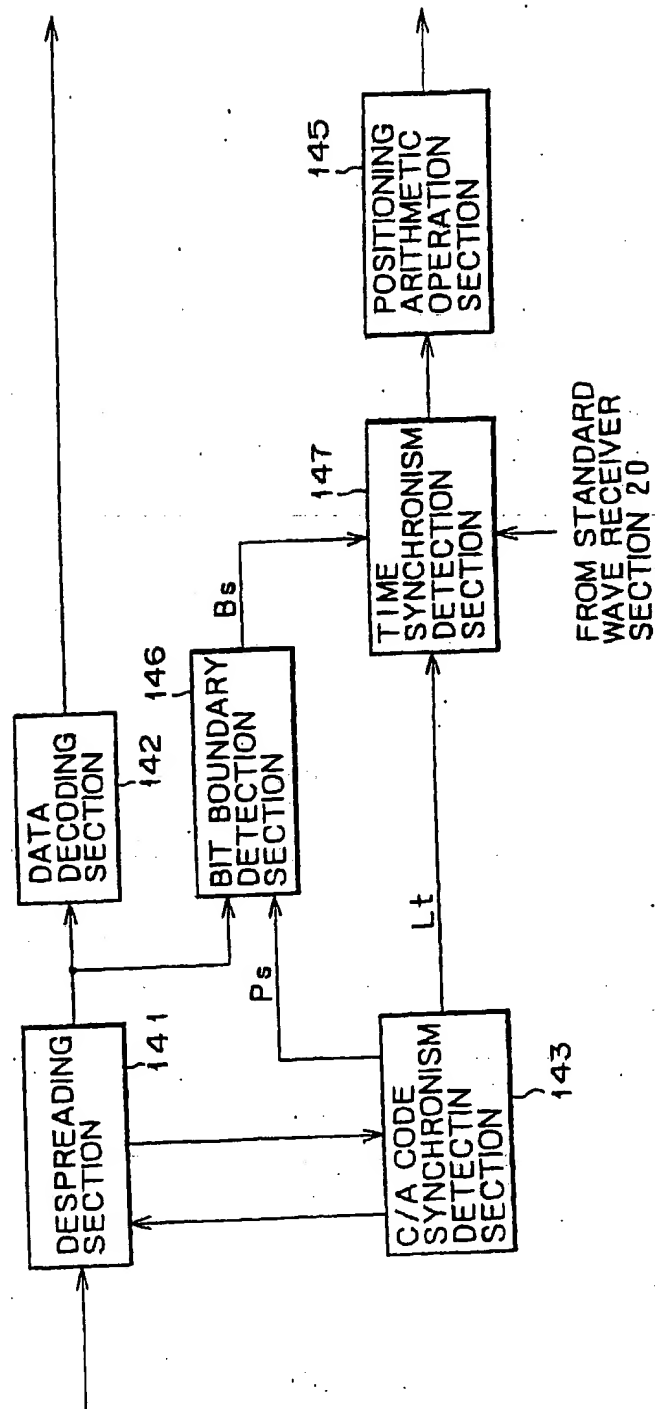 DESPREADING
SECTION
141
DATA
DECODING
SECTION
142
C/A CODE
SYNCHRONISM
DETECTIN
SECTION
143
Ps
BIT BOUNDARY
DETECTION
SECTION
146
Bs
Lt
TIME
SYNCHRONISM
DETECTION
SECTION
147
FROM STANDARD
WAVE RECEIVER
SECTION 20
POSITIONING
ARITHMETIC
OPERATION
SECTION
145